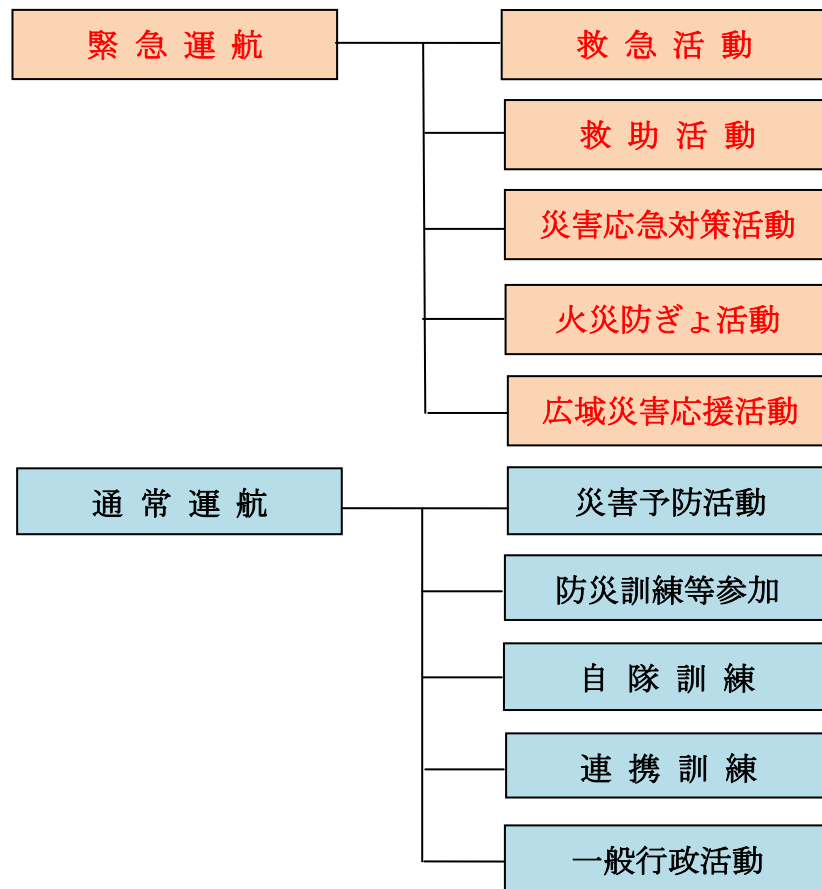 緊急運航
救急活動
救助活動
災害応急対策活動
火災防ぎょ活動
広域災害応援活動
通常運航
災害予防活動
防災訓練等参加
自隊訓練
連携訓練
一般行政活動